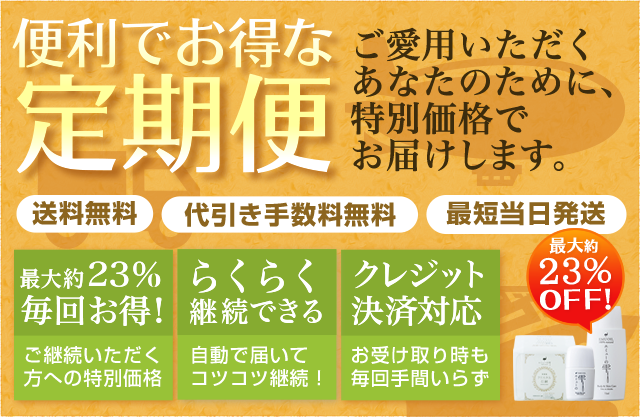 便利でお得な
定期便
ご愛用いただく
あなたのために、
特別価格で
お届けします。
送料無料
代引き手数料無料
最短当日発送
最大約23%
毎回お得!
ご継続いただく
方への特別価格
らくらく
継続できる
自動で届いて
コツコツ継続!
クレジット
決済対応
お受け取り時も
毎回手間いらず
最大約
23%
OFF!